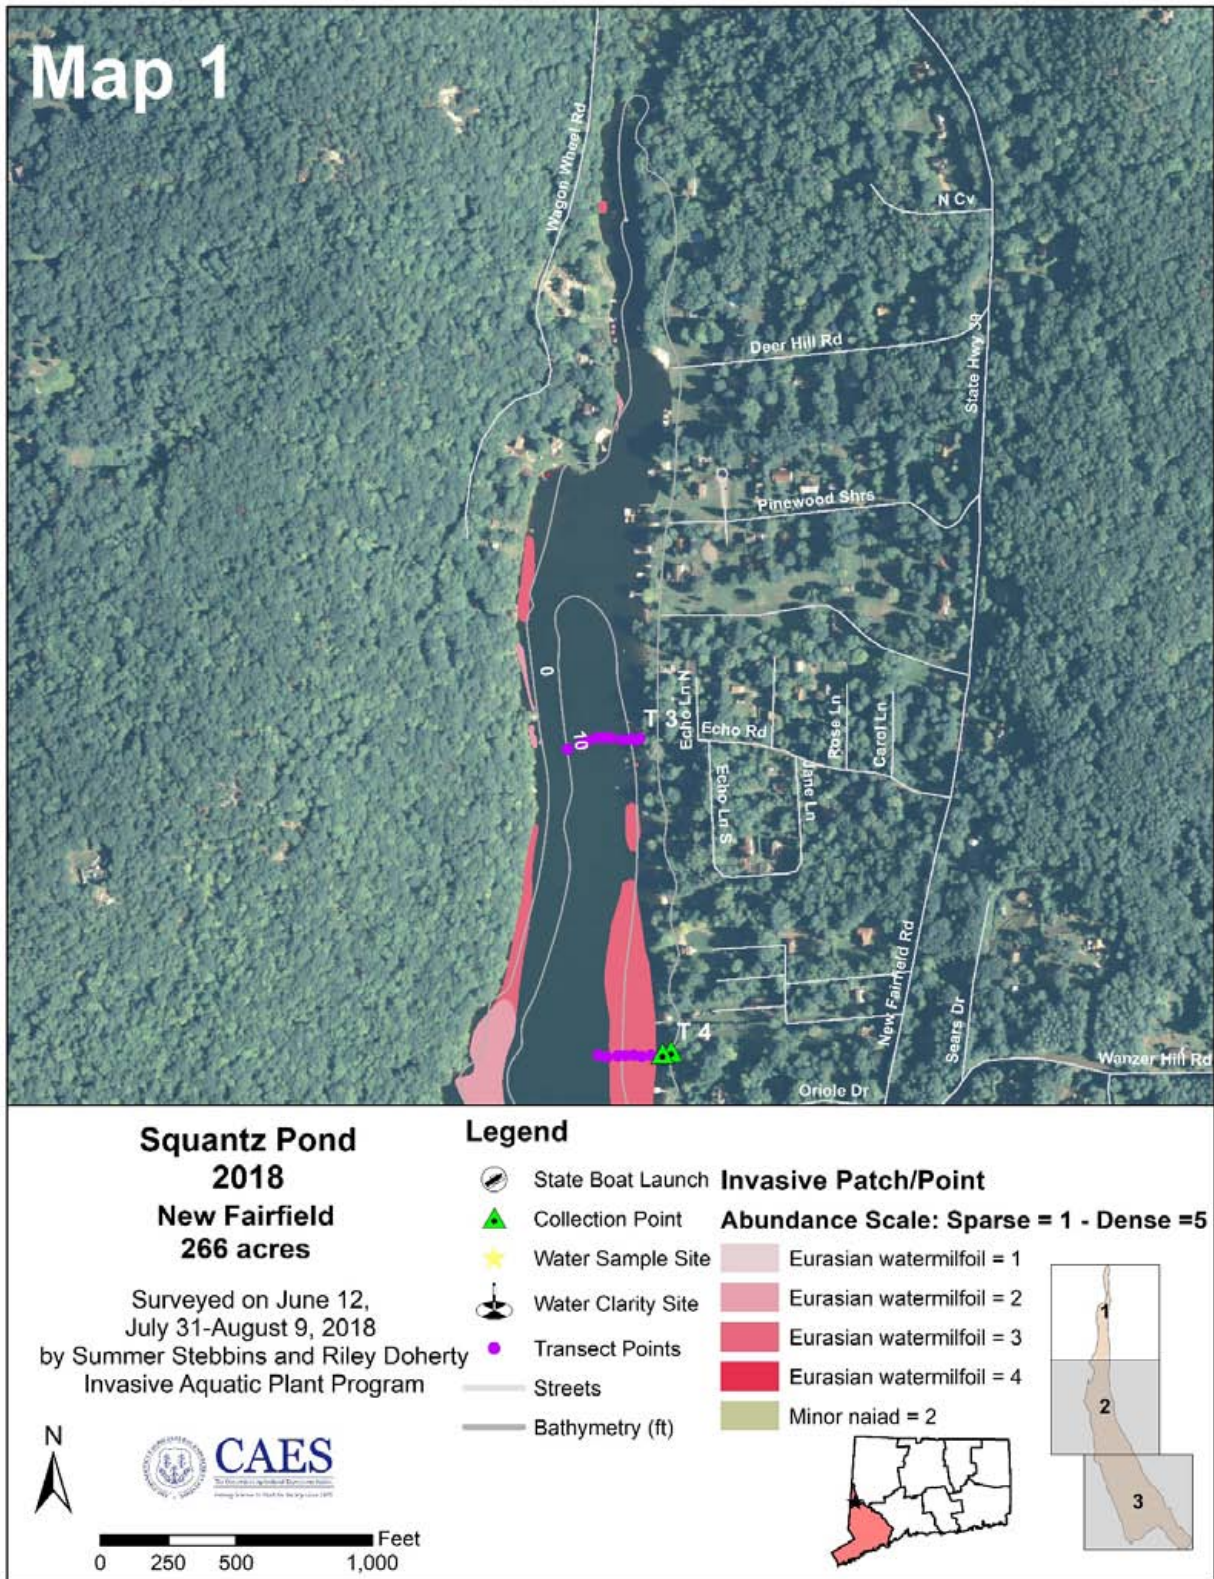 Map 1
Wagon Wheel Rd
N Cv
State Hwy 39
Deer Hill Rd
Pinewood Shrs
0
10
T 3
Echo Ln N
Echo Rd
Rose Ln
Carol Ln
Echo Ln S
Jane Ln
New Fairfield Rd
Sears Dr
T 4
Wanzer Hill Rd
Oriole Dr
Squantz Pond
2018
New Fairfield
266 acres
Surveyed on June 12,
July 31-August 9, 2018
by Summer Stebbins and Riley Doherty
Invasive Aquatic Plant Program
N
CAES
Feet
0 250 500 1,000
Legend
State Boat Launch
Collection Point
Water Sample Site
Water Clarity Site
Transect Points
Streets
Bathymetry (ft)
Invasive Patch/Point
Abundance Scale: Sparse = 1 - Dense =5
Eurasian watermilfoil = 1
Eurasian watermilfoil = 2
Eurasian watermilfoil = 3
Eurasian watermilfoil = 4
Minor naiad = 2
1
2
3